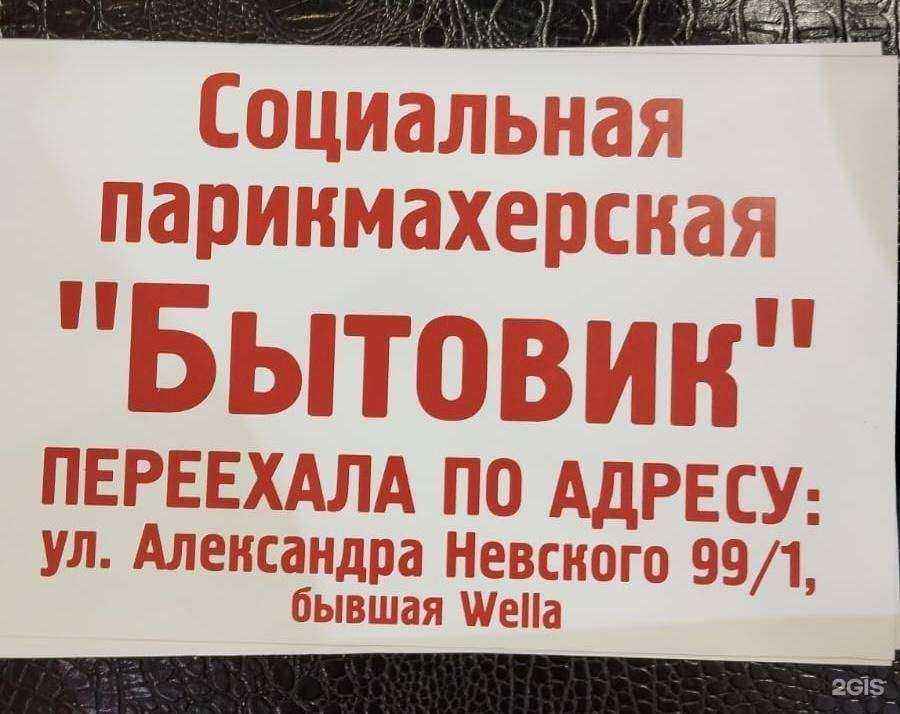 Социальная
парикмахерская
"Бытовик"
ПЕРЕЕХАЛА ПО АДРЕСУ:
ул. Александра Невского 99/1,
бывшая Wella
2GIS